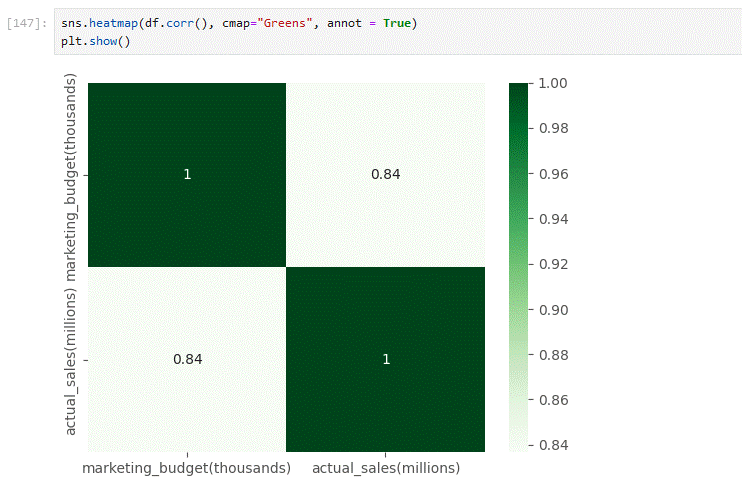 [147]:
sns.heatmap(df.corr(), cmap="Greens", annot = True)
plt.show()
marketing_budget(thousands)
actual_sales(millions)
1
0.84
0.84
1
marketing_budget(thousands)
actual_sales(millions)
1.00
0.98
0.96
0.94
0.92
0.90
0.88
0.86
0.84